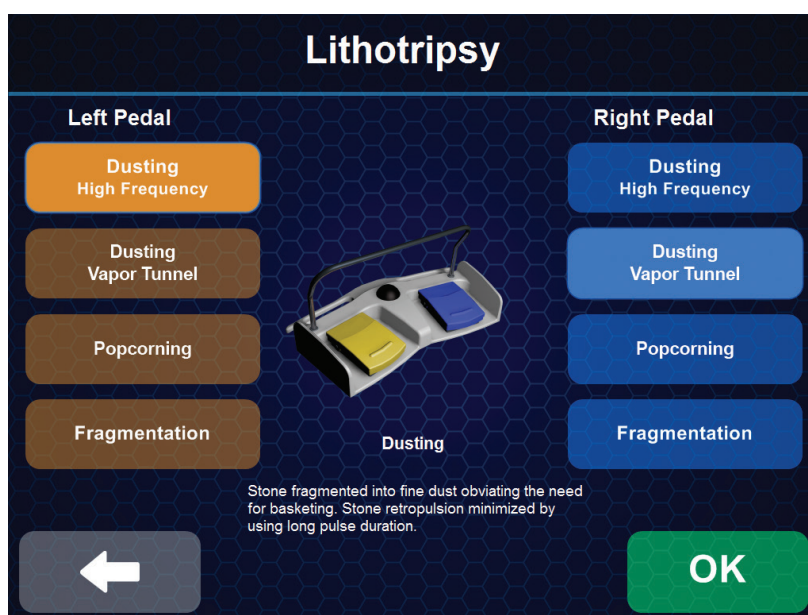 Lithotripsy
Left Pedal
Right Pedal
Dusting
High Frequency
Dusting
High Frequency
Dusting
Vapor Tunnel
Dusting
Vapor Tunnel
Popcorning
Popcorning
Fragmentation
Fragmentation
Dusting
Stone fragmented into fine dust obviating the need
for basketing. Stone retropulsion minimized by
using long pulse duration.
OK